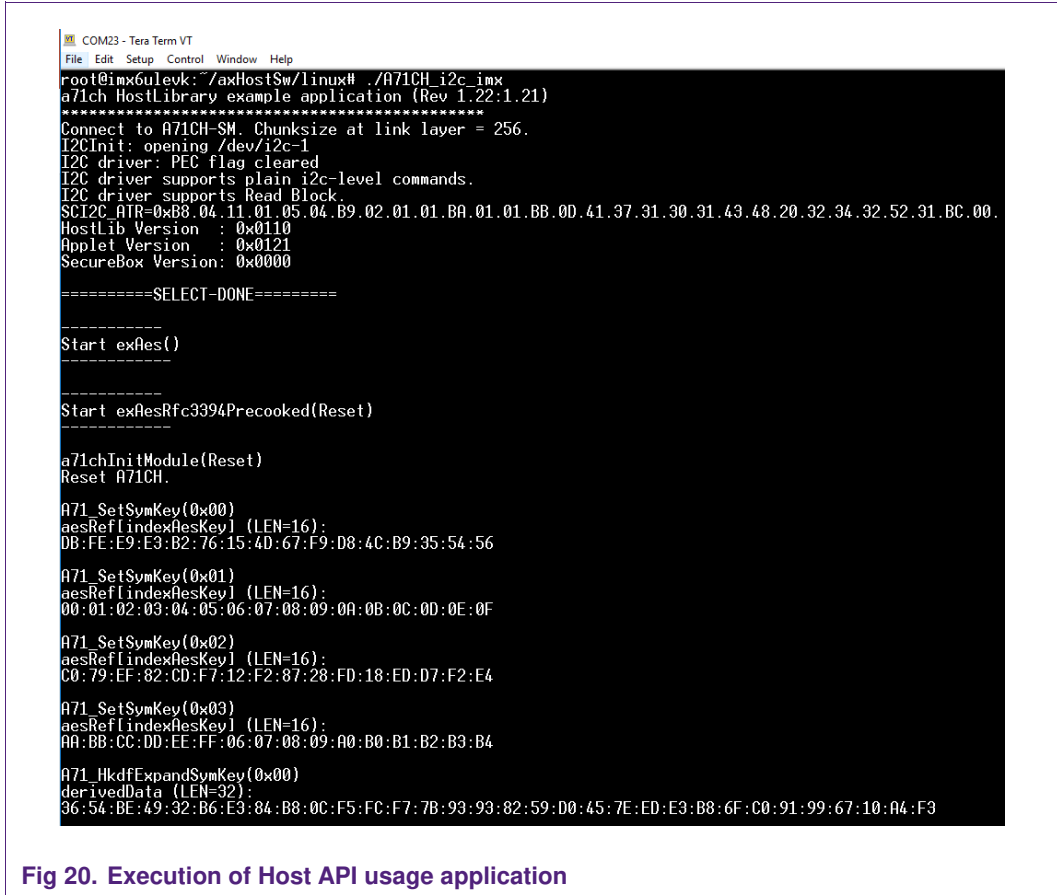 COM23 - Tera Term VT
File Edit Setup Control Window Help
root@imx6ulevk:~/axHostSw/linux# ./A71CH_i2c_imx
a71ch HostLibrary example application (Rev 1.22:1.21)
***********************************************
Connect to A71CH-SM. Chunksize at link layer = 256.
I2CInit: opening /dev/i2c-1
I2C driver: PEC flag cleared
I2C driver supports plain i2c-level commands.
I2C driver supports Read Block.
SCI2C_ATR=0xB8.04.11.01.05.04.B9.02.01.01.BA.01.01.BB.0D.41.37.31.30.31.43.48.20.32.34.32.52.31.BC.00.
HostLib Version  : 0x0110
Applet Version   : 0x0121
SecureBox Version: 0x0000
==========SELECT-DONE=========
-----------
Start exAes()
------------
-----------
Start exAesRfc3394Precooked(Reset)
------------
a71chInitModule(Reset)
Reset A71CH.
A71_SetSymKey(0x00)
aesRef[indexAesKey] (LEN=16):
DB:FE:E9:E3:B2:76:15:4D:67:F9:D8:4C:B9:35:54:56
A71_SetSymKey(0x01)
aesRef[indexAesKey] (LEN=16):
00:01:02:03:04:05:06:07:08:09:0A:0B:0C:0D:0E:0F
A71_SetSymKey(0x02)
aesRef[indexAesKey] (LEN=16):
C0:79:EF:82:CD:F7:12:F2:87:28:FD:18:ED:D7:F2:E4
A71_SetSymKey(0x03)
aesRef[indexAesKey] (LEN=16):
AA:BB:CC:DD:EE:FF:06:07:08:09:A0:B0:B1:B2:B3:B4
A71_HkdfExpandSymKey(0x00)
derivedData (LEN=32):
36:54:BE:49:32:B6:E3:84:B8:0C:F5:FC:F7:7B:93:93:82:59:D0:45:7E:ED:E3:B8:6F:C0:91:99:67:10:A4:F3
Fig 20. Execution of Host API usage application